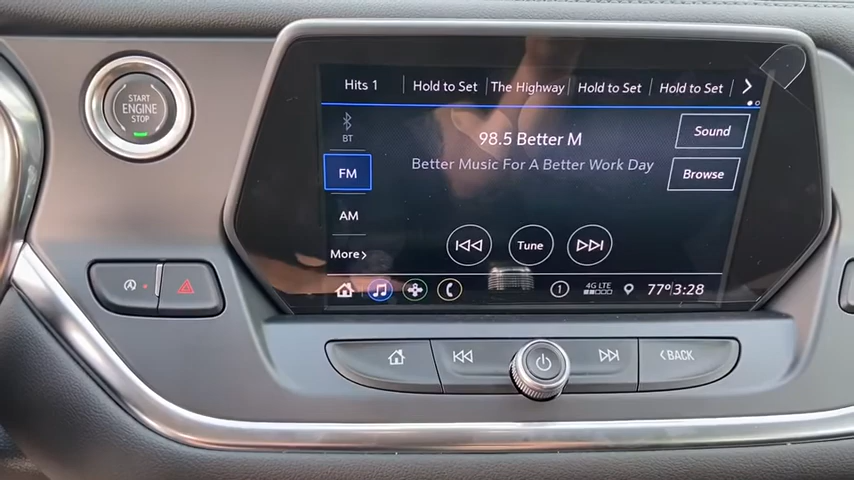 Hits 1
Hold to Set
The Highway
Hold to Set
Hold to Set
START
ENGINE
STOP
BT
98.5 Better M
Sound
FM
Better Music For A Better Work Day
Browse
AM
Tune
More
1
4G LTE
77° 3:28
BACK